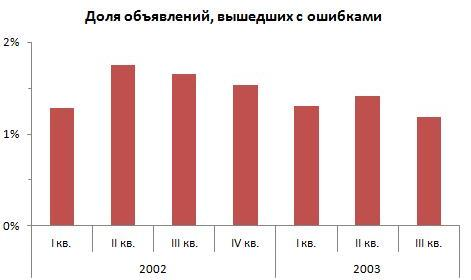 Доля объявлений, вышедших с ошибками
2%
1%
0%
I кв. II кв. III кв. IV кв. I кв. II кв. III кв.
2002 2003